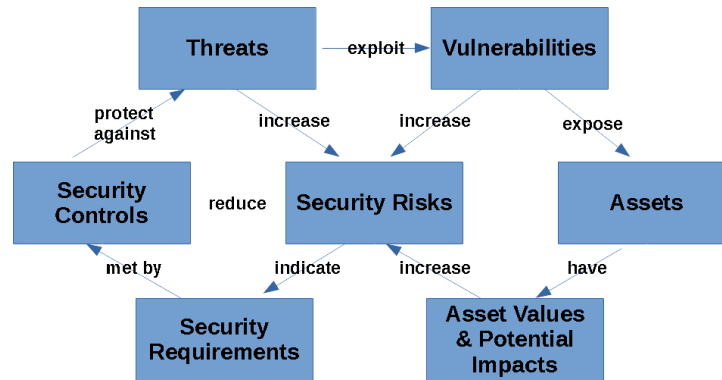 Threats
exploit
Vulnerabilities
protect
against
increase
increase
expose
Security
Controls
reduce
Security Risks
Assets
met by
indicate
increase
have
Security
Requirements
Asset Values
& Potential
Impacts